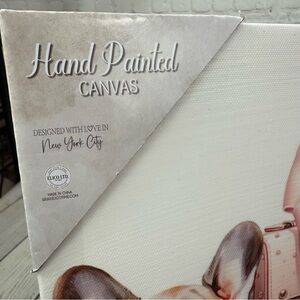 Hand Painted
CANVAS
DESIGNED WITH LOVE IN
New York City
MADE IN CHINA